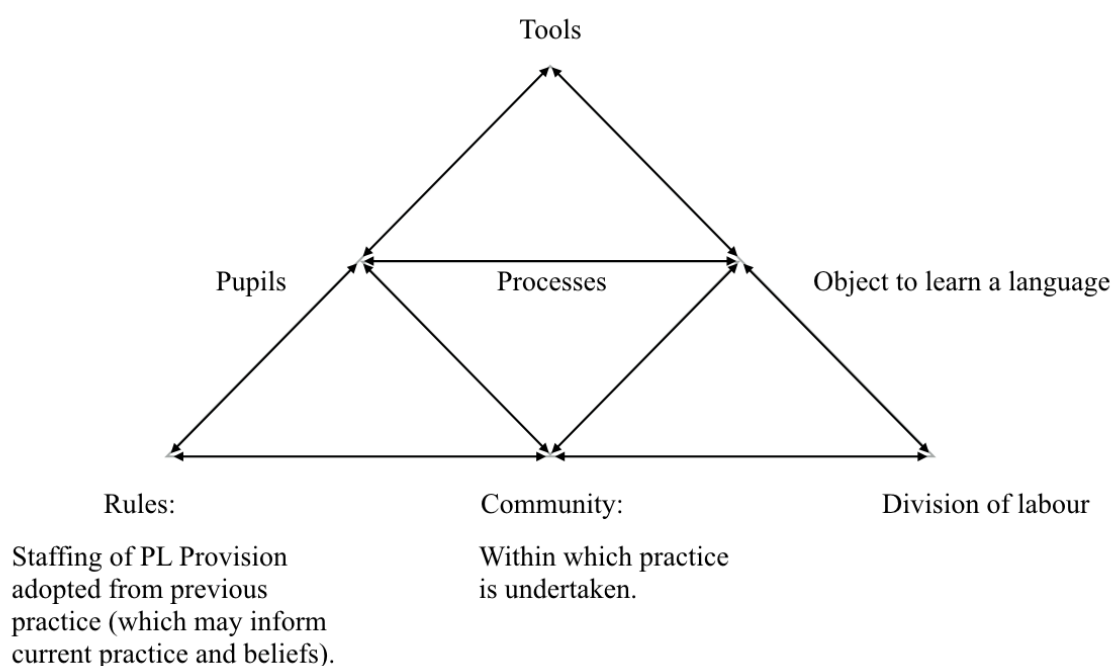 Tools
Pupils
Processes
Object to learn a language
Rules:
Community:
Division of labour
Staffing of PL Provision
adopted from previous
practice (which may inform
current practice and beliefs).
Within which practice
is undertaken.